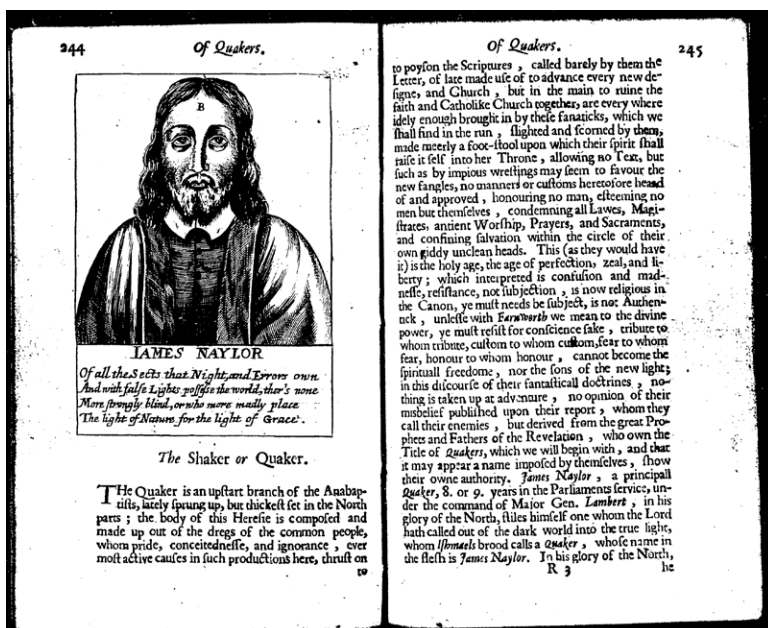 244
Of Quakers.
B
IAMES NAYLOR
Of all the Sects that Night, and Errors own
And with false Lights possesse the world, ther's none
More strongly blind, or who more madly place
The light of Nature for the light of Grace.
The Shaker or Quaker.
THe Quaker is an upstart branch of the Anabap-
tists, lately sprung up, but thickest set in the North
parts; the body of this Heresie is composed and
made up out of the dregs of the common people,
whom pride, conceitednesse, and ignorance, ever
most active causes in such productions here, thrust on
to
Of Quakers.
245
to poyson the Scriptures, called barely by them the
Letter, of late made use of to advance every new de-
signe, and Church, but in the main to ruine the
faith and Catholike Church together, are every where
idely enough brought in by these fanaticks, which we
shall find in the run, slighted and scorned by them,
made meerly a foot-stool upon which their spirit shall
raise it self into her Throne, allowing no Text, but
such as by impious wrestings may seem to favour the
new fangles, no manners or customs heretofore heard
of and approved, honouring no man, esteeming no
men but themselves, condemning all Lawes, Magi-
strates, antient Worship, Prayers, and Sacraments,
and confining salvation within the circle of their
own giddy unclean heads. This (as they would have
it) is the holy age, the age of perfection, zeal, and li-
berty; which interpreted is confusion and mad-
nesse, resistance, not subjection, is now religious in
the Canon, ye must needs be subject, is not Authen-
tick, unlesse with Farnworth we mean to the divine
power, ye must resist for conscience sake, tribute to
whom tribute, custom to whom custom, fear to whom
fear, honour to whom honour, cannot become the
spirituall freedome, nor the sons of the new light;
in this discourse of their fantasticall doctrines, no-
thing is taken up at adventure, no opinion of their
misbelief published upon their report, whom they
call their enemies, but derived from the great Pro-
phets and Fathers of the Revelation, who own the
Title of Quakers, which we will begin with, and that
it may appear a name imposed by themselves, show
their owne authority. James Naylor, a principall
Quaker, 8. or 9. years in the Parliaments service, un-
der the command of Major Gen. Lambert, in his
glory of the North, stiles himself one whom the Lord
hath called out of the dark world into the true light,
whom Ishmaels brood calls a Quaker, whose name in
the flesh is James Naylor. In his glory of the North,
R 3
he